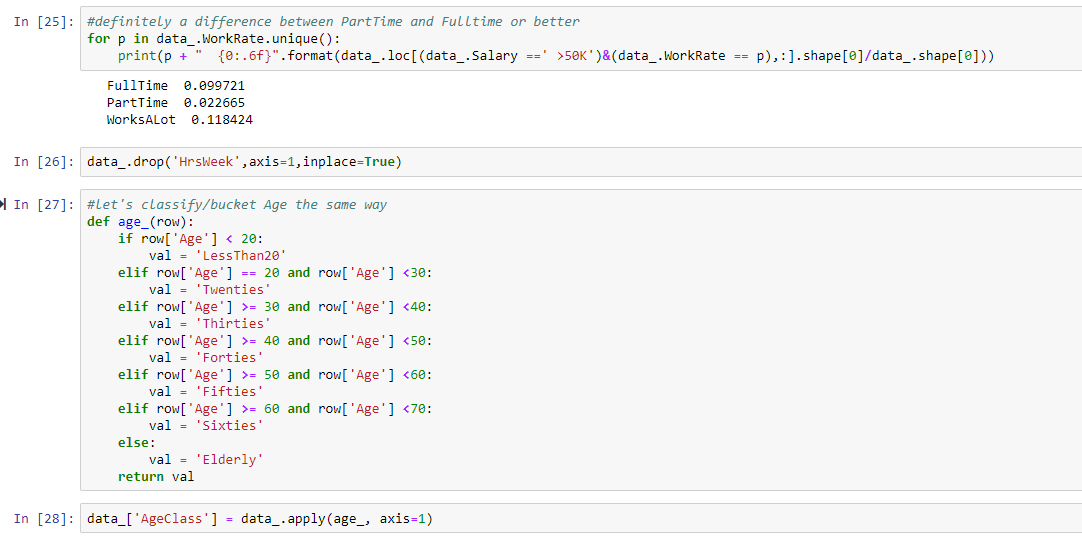 In [25]: #definitely a difference between PartTime and Fulltime or better
for p in data_.WorkRate.unique():
    print(p + "  {0:.6f}".format(data_.loc[(data_.Salary ==' >50K')&(data_.WorkRate == p),:].shape[0]/data_.shape[0]))
FullTime  0.099721
PartTime  0.022665
WorksALot  0.118424
In [26]: data_.drop('HrsWeek',axis=1,inplace=True)
In [27]: #let's classify/bucket Age the same way
def age_(row):
    if row['Age'] < 20:
        val = 'LessThan20'
    elif row['Age'] == 20 and row['Age'] <30:
        val = 'Twenties'
    elif row['Age'] >= 30 and row['Age'] <40:
        val = 'Thirties'
    elif row['Age'] >= 40 and row['Age'] <50:
        val = 'Forties'
    elif row['Age'] >= 50 and row['Age'] <60:
        val = 'Fifties'
    elif row['Age'] >= 60 and row['Age'] <70:
        val = 'Sixties'
    else:
        val = 'Elderly'
    return val
In [28]: data_['AgeClass'] = data_.apply(age_, axis=1)